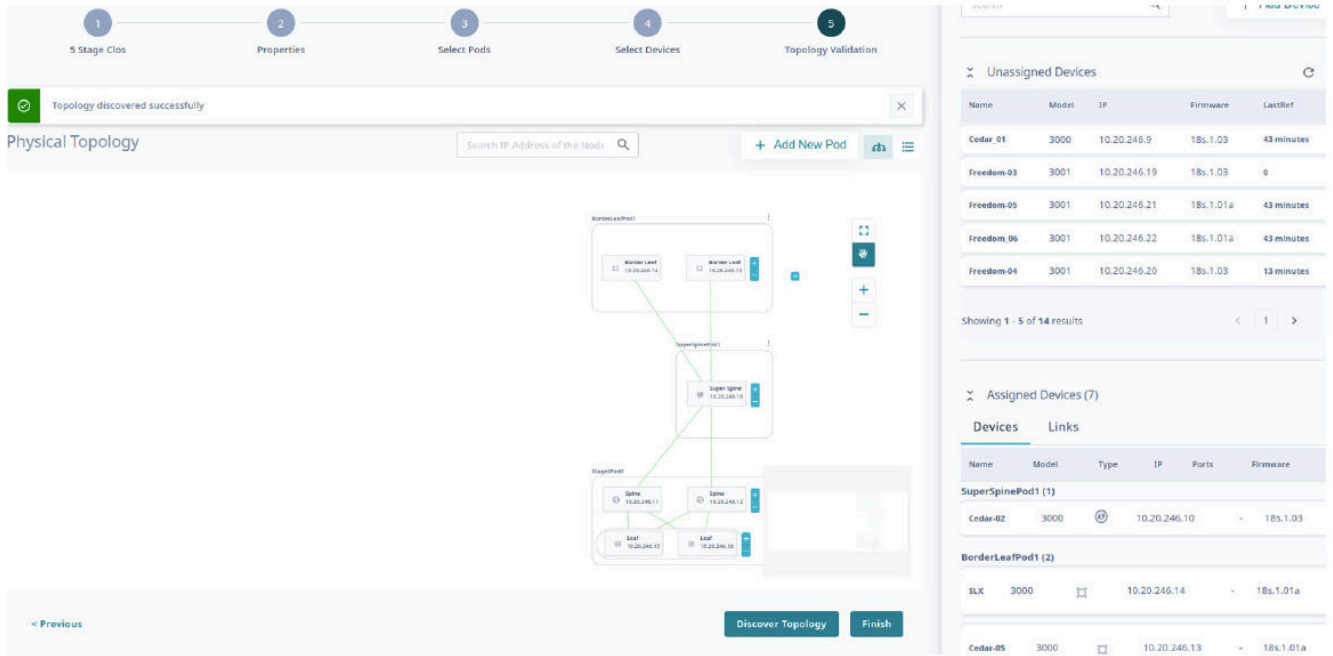 1
2
3
4
5
5 Stage Clos
Properties
Select Pods
Select Devices
Topology Validation
Topology discovered successfully
Physical Topology
Search IP Address of the Node
+ Add New Pod
BorderLeafPod1
Border Leaf
10.20.246.14
Border Leaf
10.20.246.13
SuperSpinePod1
Super Spine
10.20.246.10
Spine
10.20.246.11
Spine
10.20.246.12
Leaf
10.20.246.15
Leaf
10.20.246.16
< Previous
Discover Topology
Finish
Search
+ Add Device
Unassigned Devices
Name Model IP Firmware LastRef
Cedar_01 3000 10.20.246.9 18s.1.03 43 minutes
Freedom-03 3001 10.20.246.19 18s.1.03 0
Freedom-05 3001 10.20.246.21 18s.1.01a 43 minutes
Freedom_06 3001 10.20.246.22 18s.1.01a 43 minutes
Freedom-04 3001 10.20.246.20 18s.1.03 13 minutes
Showing 1 - 5 of 14 results
< 1 >
Assigned Devices (7)
Devices Links
Name Model Type IP Ports Firmware
SuperSpinePod1 (1)
Cedar-02 3000 10.20.246.10 - 18s.1.03
BorderLeafPod1 (2)
SLX 3000 10.20.246.14 - 18s.1.01a
Cedar-05 3000 10.20.246.13 - 18s.1.01a